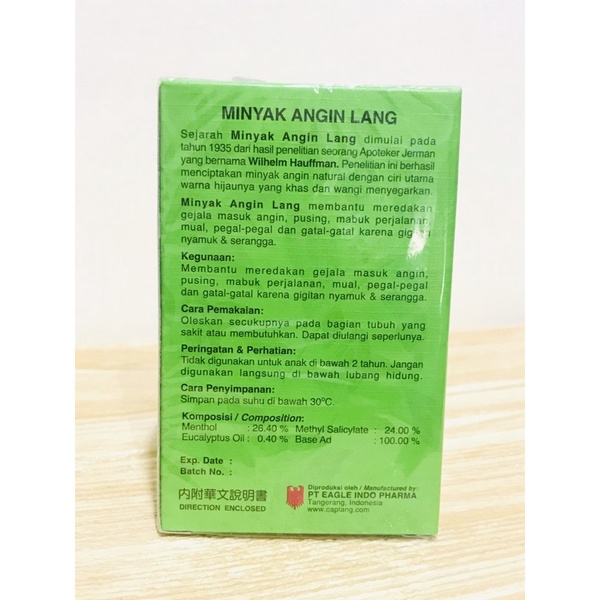 MINYAK ANGIN LANG
Sejarah Minyak Angin Lang dimulai pada
tahun 1935 dari hasil penelitian seorang Apoteker Jerman
yang bernama Wilhelm Hauffman. Penelitian ini berhasil
menciptakan minyak angin natural dengan ciri utama
warna hijaunya yang khas dan wangi menyegarkan.
Minyak Angin Lang membantu meredakan
gejala masuk angin, pusing, mabuk perjalanan,
mual, pegal-pegal dan gatal-gatal karena gigitan
nyamuk & serangga.
Kegunaan:
Membantu meredakan gejala masuk angin,
pusing, mabuk perjalanan, mual, pegal-pegal
dan gatal-gatal karena gigitan nyamuk & serangga.
Cara Pemakaian:
Oleskan secukupnya pada bagian tubuh yang
sakit atau membutuhkan. Dapat diulangi seperlunya.
Peringatan & Perhatian:
Tidak digunakan untuk anak di bawah 2 tahun. Jangan
digunakan langsung di bawah lubang hidung.
Cara Penyimpanan:
Simpan pada suhu di bawah 30°C.
Komposisi / Composition:
Menthol : 26.40 % Methyl Salicylate : 24.00 %
Eucalyptus Oil : 0.40 % Base Ad : 100.00 %
Exp. Date :
Batch No. :
內附華文說明書
DIRECTION ENCLOSED
Diproduksi oleh / Manufactured by:
PT EAGLE INDO PHARMA
Tangerang, Indonesia
www.caplang.com